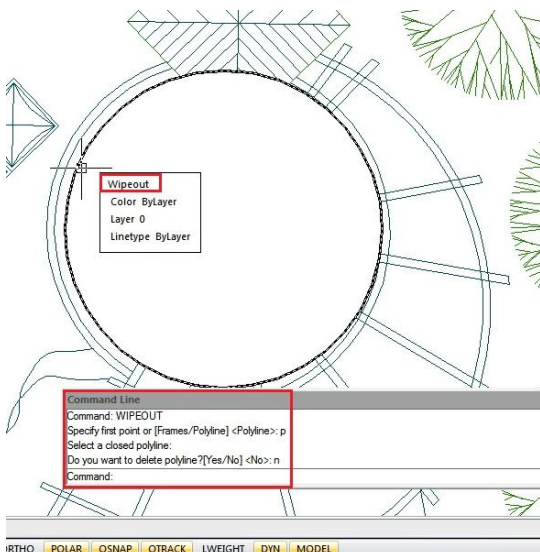 Wipeout
Color ByLayer
Layer 0
Linetype ByLayer
Command Line
Command: WIPEOUT
Specify first point or [Frames/Polyline] <Polyline>: p
Select a closed polyline:
Do you want to delete polyline?[Yes/No] <No>: n
Command:
POLAR OSNAP OTRACK LWEIGHT DYN MODEL